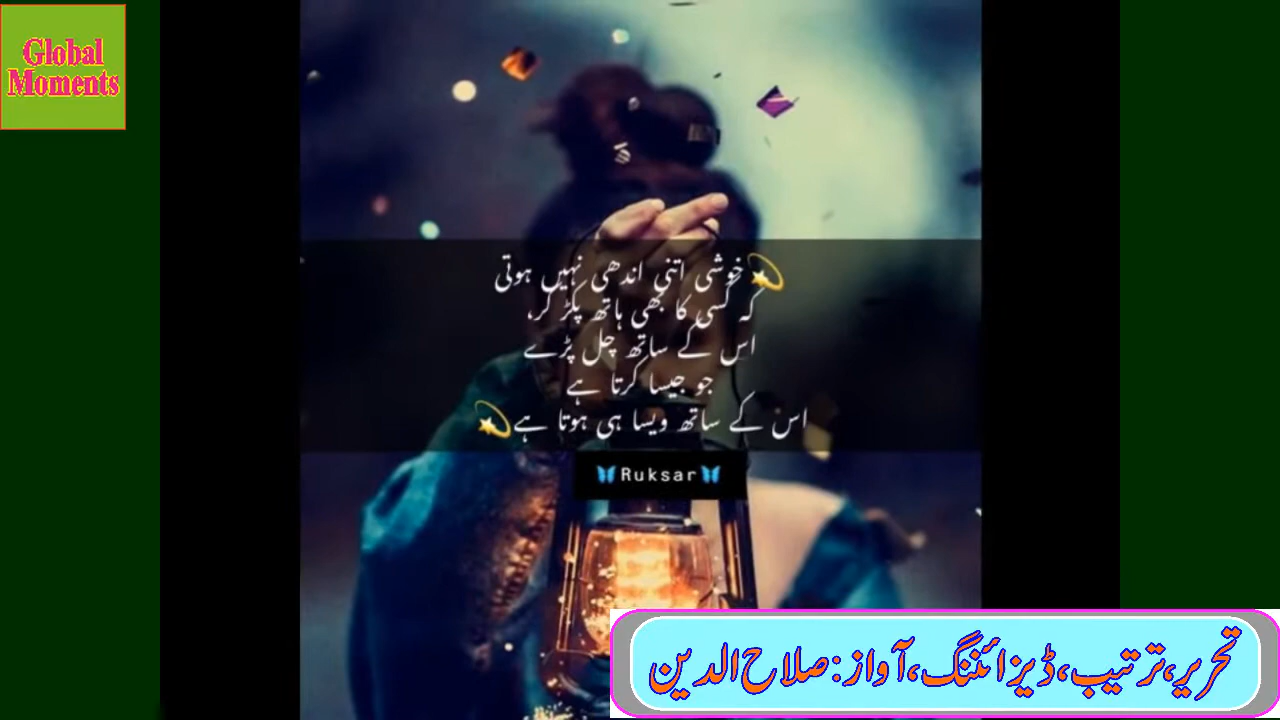 Global
Moments
خوشی اتنی اندھی نہیں ہوتی
کہ کسی کا بھی ہاتھ پکڑ کر،
اس کے ساتھ چل پڑے
جو جیسا کرتا ہے
اس کے ساتھ ویسا ہی ہوتا ہے
Ruksar
تحریر، ترتیب، ڈیزائننگ، آواز: صلاح الدین